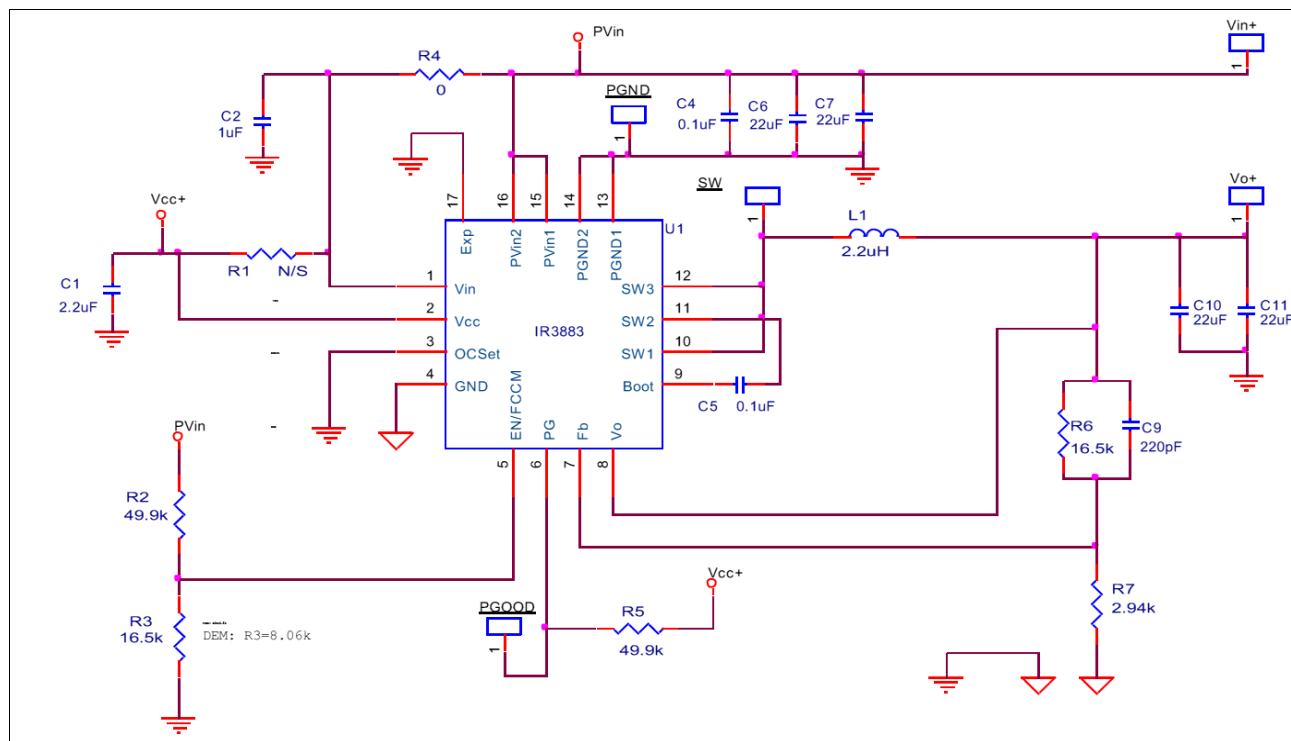 PVin
Vin+
1
R4
0
C2
1uF
PGND
1
C4
0.1uF
C6
22uF
C7
22uF
Vcc+
17
16
15
14
13
SW
1
Vo+
1
U1
L1
2.2uH
R1
N/S
C1
2.2uF
Exp
PVin2
PVin1
PGND2
PGND1
1
Vin
SW3
12
2
Vcc
SW2
11
IR3883
3
OCSet
SW1
10
4
GND
Boot
9
C5
0.1uF
C10
22uF
C11
22uF
EN/FCCM
PG
Fb
Vo
5
6
7
8
PVin
R6
16.5k
C9
220pF
R2
49.9k
Vcc+
R3
16.5k
DEM: R3=8.06k
PGOOD
1
R5
49.9k
R7
2.94k